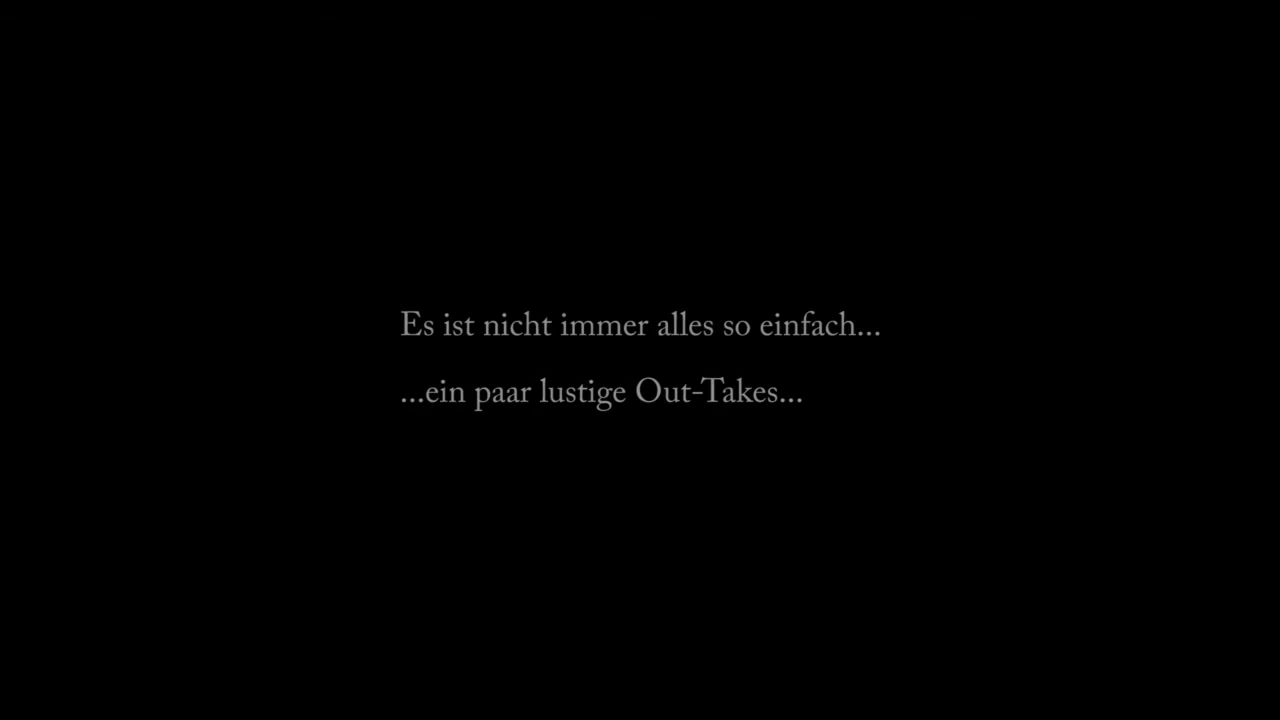 Es ist nicht immer alles so einfach...
...ein paar lustige Out-Takes...